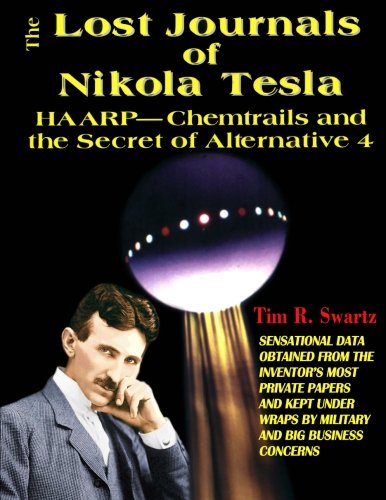 The Lost Journals
of
Nikola Tesla
HAARP—Chemtrails and
the Secret of Alternative 4
Tim R. Swartz
SENSATIONAL DATA
OBTAINED FROM THE
INVENTOR'S MOST
PRIVATE PAPERS
AND KEPT UNDER
WRAPS BY MILITARY
AND BIG BUSINESS
CONCERNS